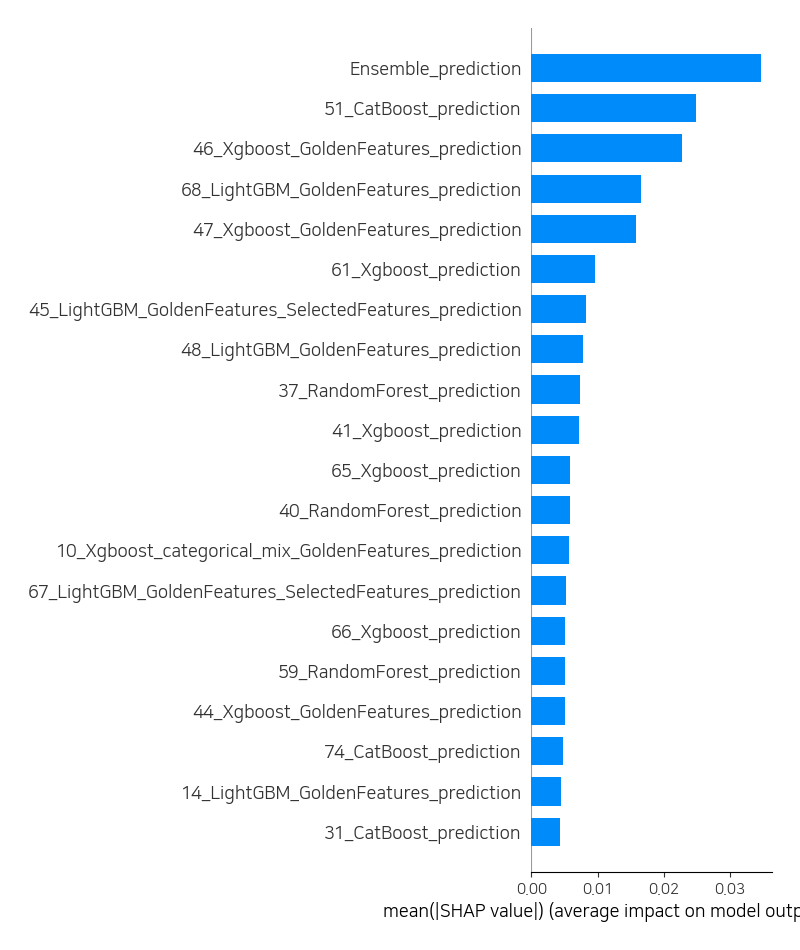 Ensemble_prediction
51_CatBoost_prediction
46_Xgboost_GoldenFeatures_prediction
68_LightGBM_GoldenFeatures_prediction
47_Xgboost_GoldenFeatures_prediction
61_Xgboost_prediction
45_LightGBM_GoldenFeatures_SelectedFeatures_prediction
48_LightGBM_GoldenFeatures_prediction
37_RandomForest_prediction
41_Xgboost_prediction
65_Xgboost_prediction
40_RandomForest_prediction
10_Xgboost_categorical_mix_GoldenFeatures_prediction
67_LightGBM_GoldenFeatures_SelectedFeatures_prediction
66_Xgboost_prediction
59_RandomForest_prediction
44_Xgboost_GoldenFeatures_prediction
74_CatBoost_prediction
14_LightGBM_GoldenFeatures_prediction
31_CatBoost_prediction
0.00 0.01 0.02 0.03
mean(|SHAP value|) (average impact on model outp